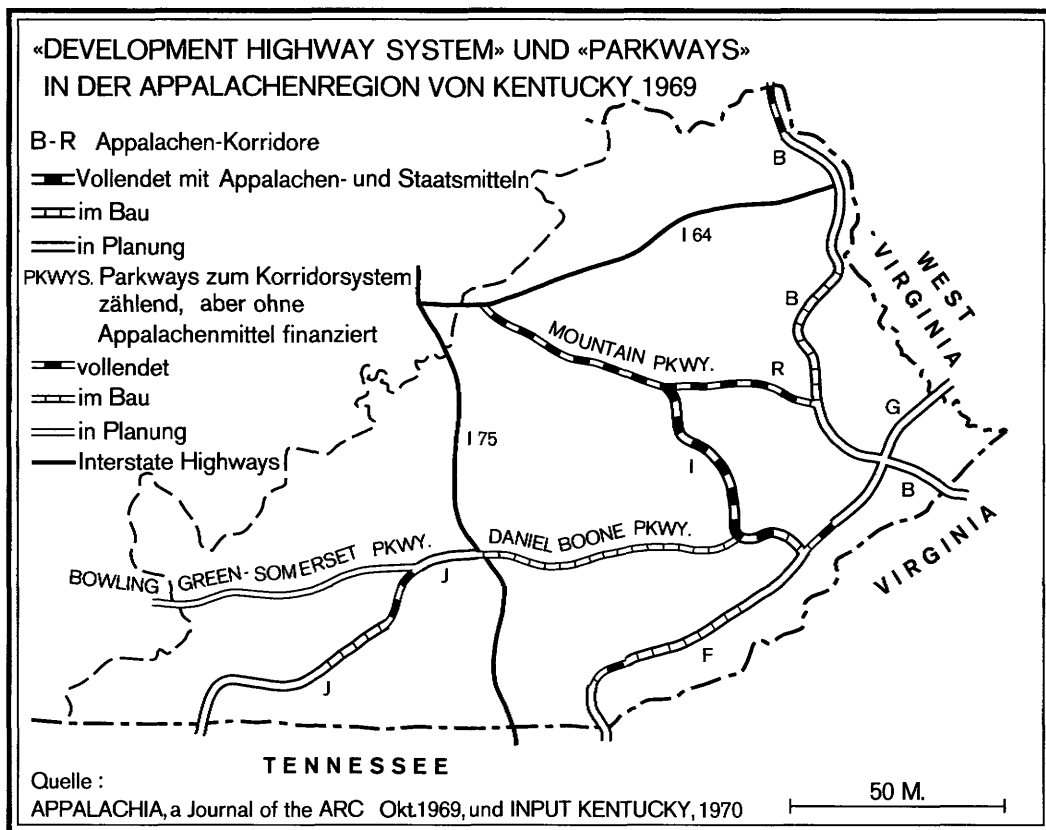 «DEVELOPMENT HIGHWAY SYSTEM» UND «PARKWAYS»
IN DER APPALACHENREGION VON KENTUCKY 1969
B-R Appalachen-Korridore
Vollendet mit Appalachen- und Staatsmitteln
im Bau
in Planung
PKWYS. Parkways zum Korridorsystem
zählend, aber ohne
Appalachenmittel finanziert
vollendet
im Bau
in Planung
Interstate Highways
B
I 64
WEST
VIRGINIA
B
MOUNTAIN PKWY.
R
G
I 75
I
B
VIRGINIA
DANIEL BOONE PKWY.
BOWLING GREEN-SOMERSET PKWY.
J
F
J
TENNESSEE
Quelle :
APPALACHIA, a Journal of the ARC Okt.1969, und INPUT KENTUCKY, 1970
50 M.